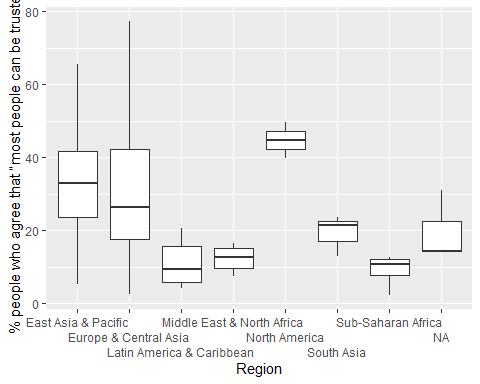 % people who agree that "most people can be truste
80
60
40
20
0
East Asia & Pacific
Middle East & North Africa
Sub-Saharan Africa
Europe & Central Asia
North America
NA
Latin America & Caribbean
South Asia
Region